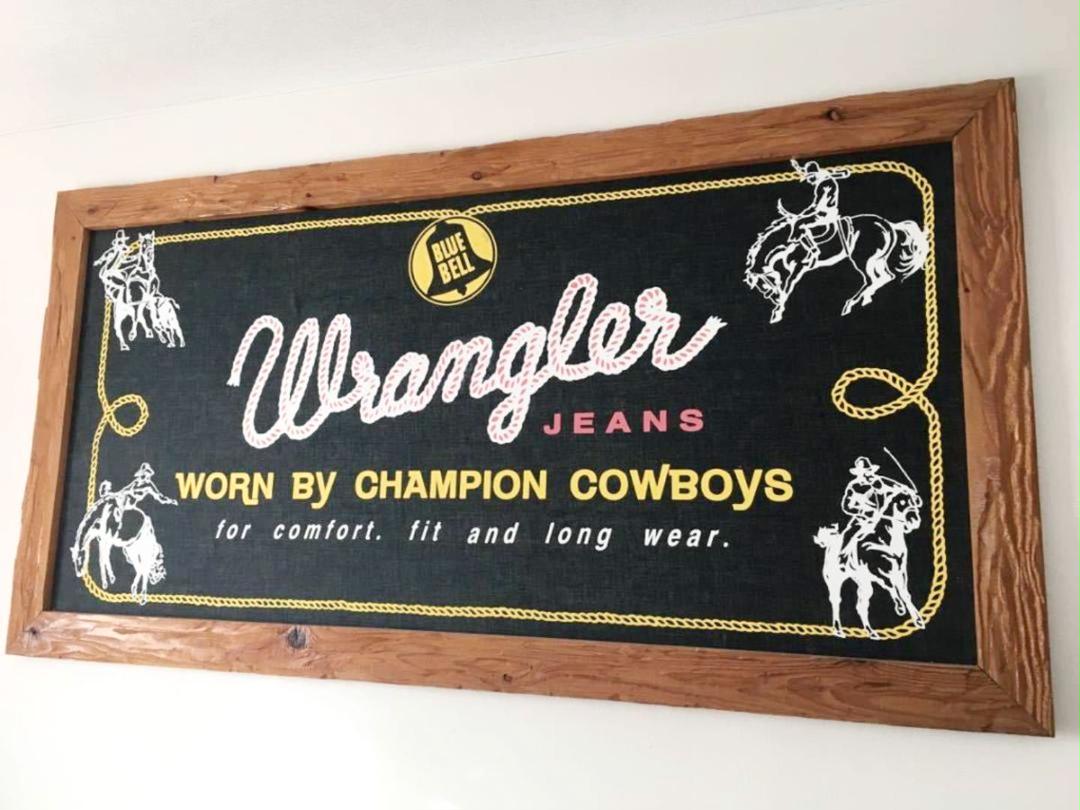 BLUE
BELL
Wrangler
JEANS
WORN BY CHAMPION COWBOYS
for comfort. fit and long wear.